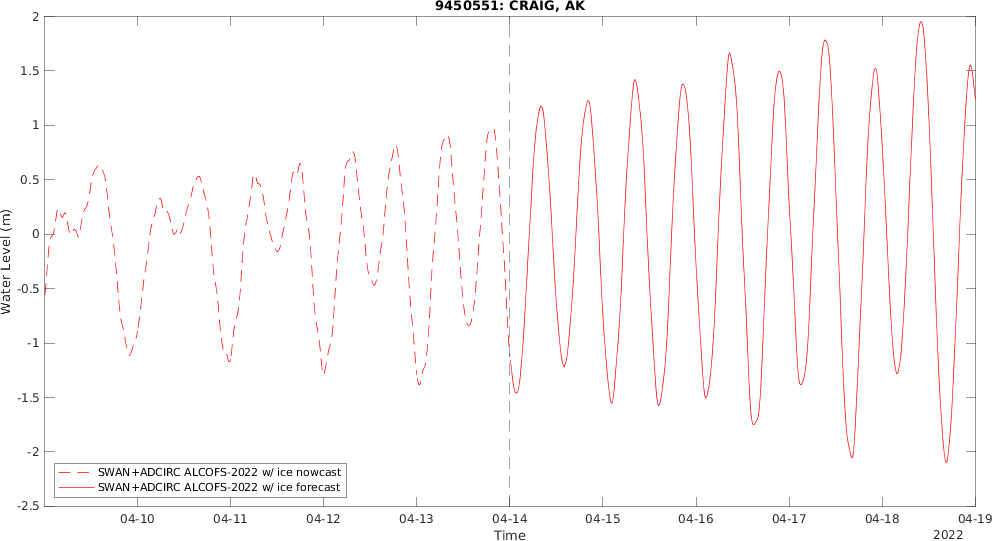 9450551: CRAIG, AK
Water Level (m)
2
1.5
1
0.5
0
-0.5
-1
-1.5
-2
-2.5
SWAN+ADCIRC ALCOFS-2022 w/ ice nowcast
SWAN+ADCIRC ALCOFS-2022 w/ ice forecast
04-10 04-11 04-12 04-13 04-14 04-15 04-16 04-17 04-18 04-19
Time
2022